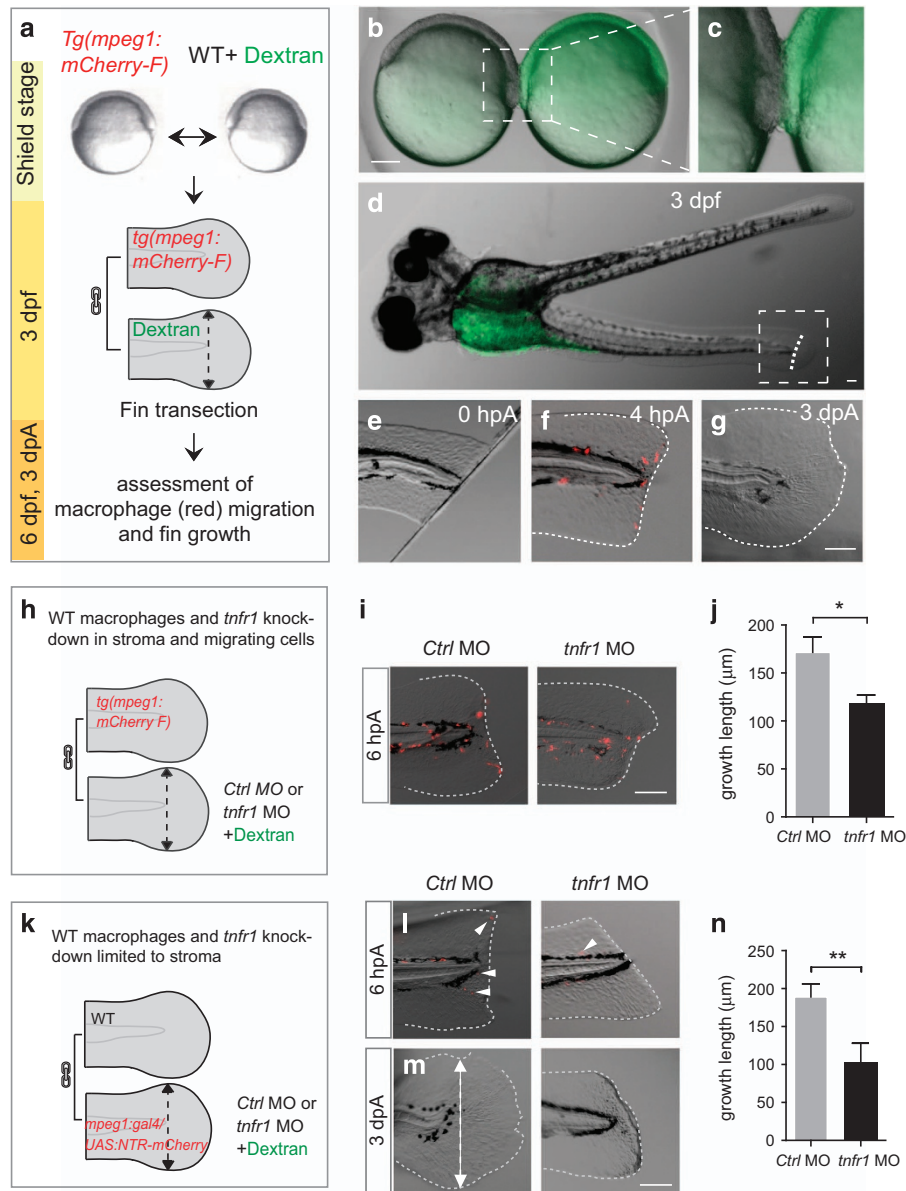 a
Tg(mpeg1:
mCherry-F)
WT+ Dextran
Shield stage
3 dpf
6 dpf, 3 dpA
tg(mpeg1:
mCherry-F)
Dextran
Fin transection
assessment of
macrophage (red) migration
and fin growth
b
c
d
3 dpf
e
0 hpA
f
4 hpA
g
3 dpA
h
WT macrophages and tnfr1 knock-
down in stroma and migrating cells
tg(mpeg1:
mCherry F)
Ctrl MO or
tnfr1 MO
+Dextran
i
Ctrl MO
tnfr1 MO
6 hpA
j
*
growth length (µm)
200
150
100
50
0
Ctrl MO
tnfr1 MO
k
WT macrophages and tnfr1 knock-
down limited to stroma
WT
mpeg1:gal4/
UAS:NTR-mCherry
Ctrl MO or
tnfr1 MO
+Dextran
Ctrl MO
tnfr1 MO
l
6 hpA
m
3 dpA
n
**
growth length (µm)
250
200
150
100
50
0
Ctrl MO
tnfr1 MO